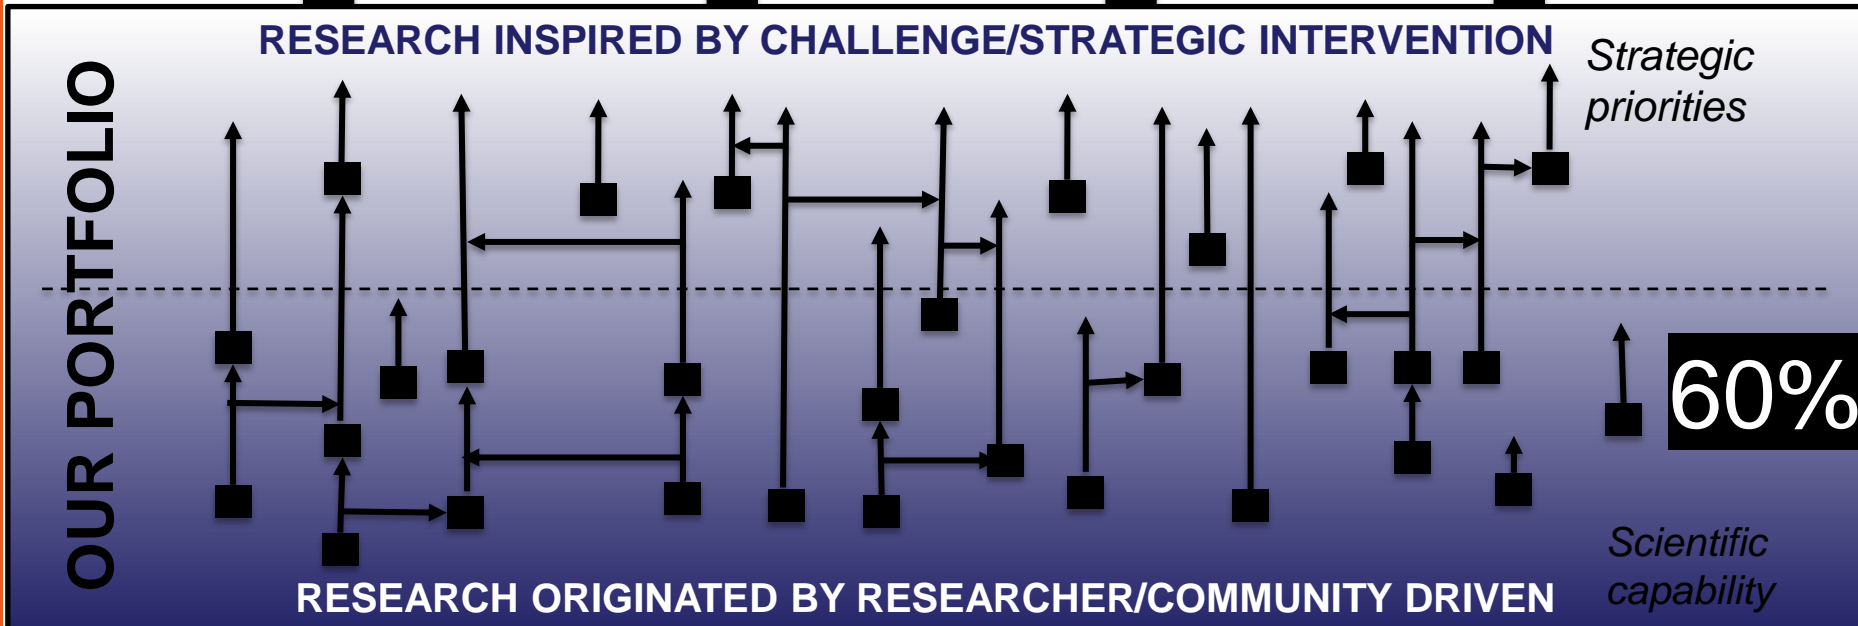 RESEARCH INSPIRED BY CHALLENGE/STRATEGIC INTERVENTION
Strategic
priorities
OUR PORTFOLIO
60%
Scientific
capability
RESEARCH ORIGINATED BY RESEARCHER/COMMUNITY DRIVEN